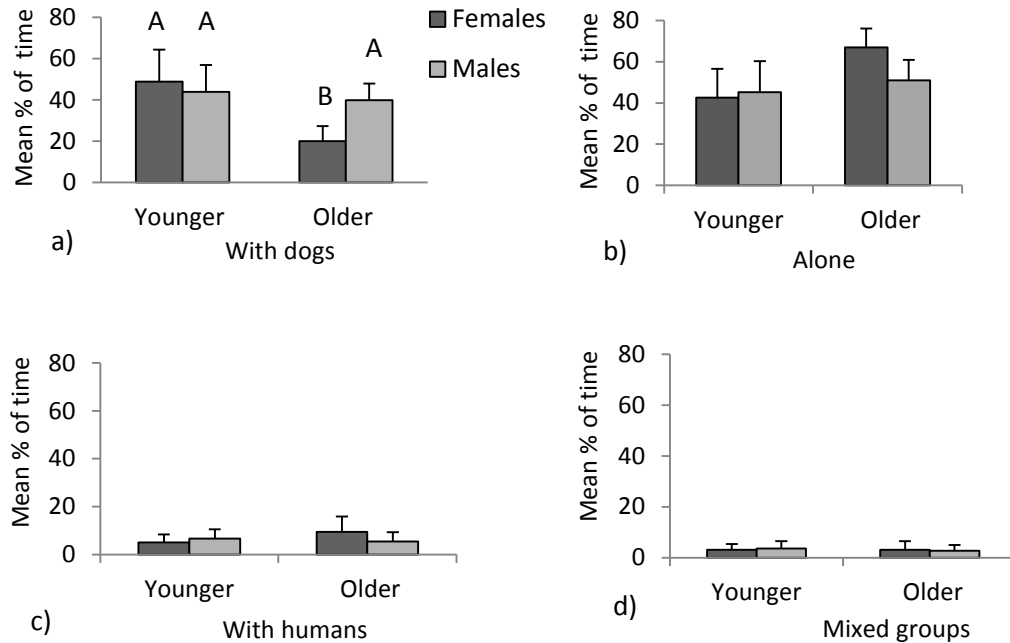 Mean % of time
80
60
40
20
0
A
A
B
A
Females
Males
Younger
Older
a)
With dogs
Mean % of time
80
60
40
20
0
Younger
Older
b)
Alone
Mean % of time
80
60
40
20
0
Younger
Older
c)
With humans
Mean % of time
80
60
40
20
0
Younger
Older
d)
Mixed groups